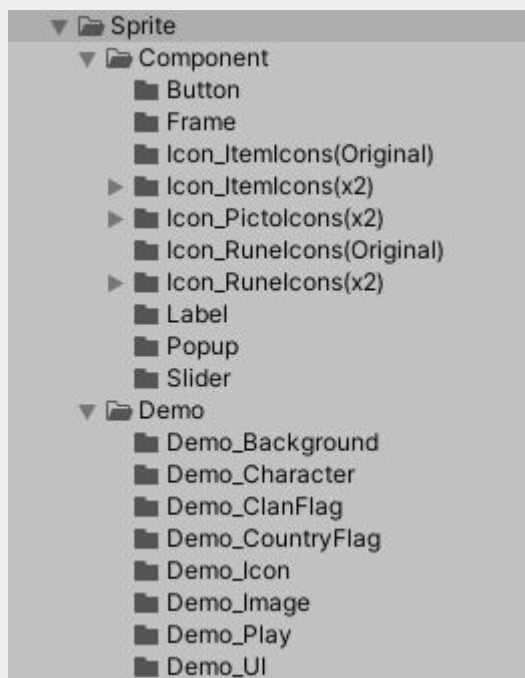 Sprite
Component
Button
Frame
Icon_ItemIcons(Original)
Icon_ItemIcons(x2)
Icon_PictoIcons(x2)
Icon_RuneIcons(Original)
Icon_RuneIcons(x2)
Label
Popup
Slider
Demo
Demo_Background
Demo_Character
Demo_ClanFlag
Demo_CountryFlag
Demo_Icon
Demo_Image
Demo_Play
Demo_UI